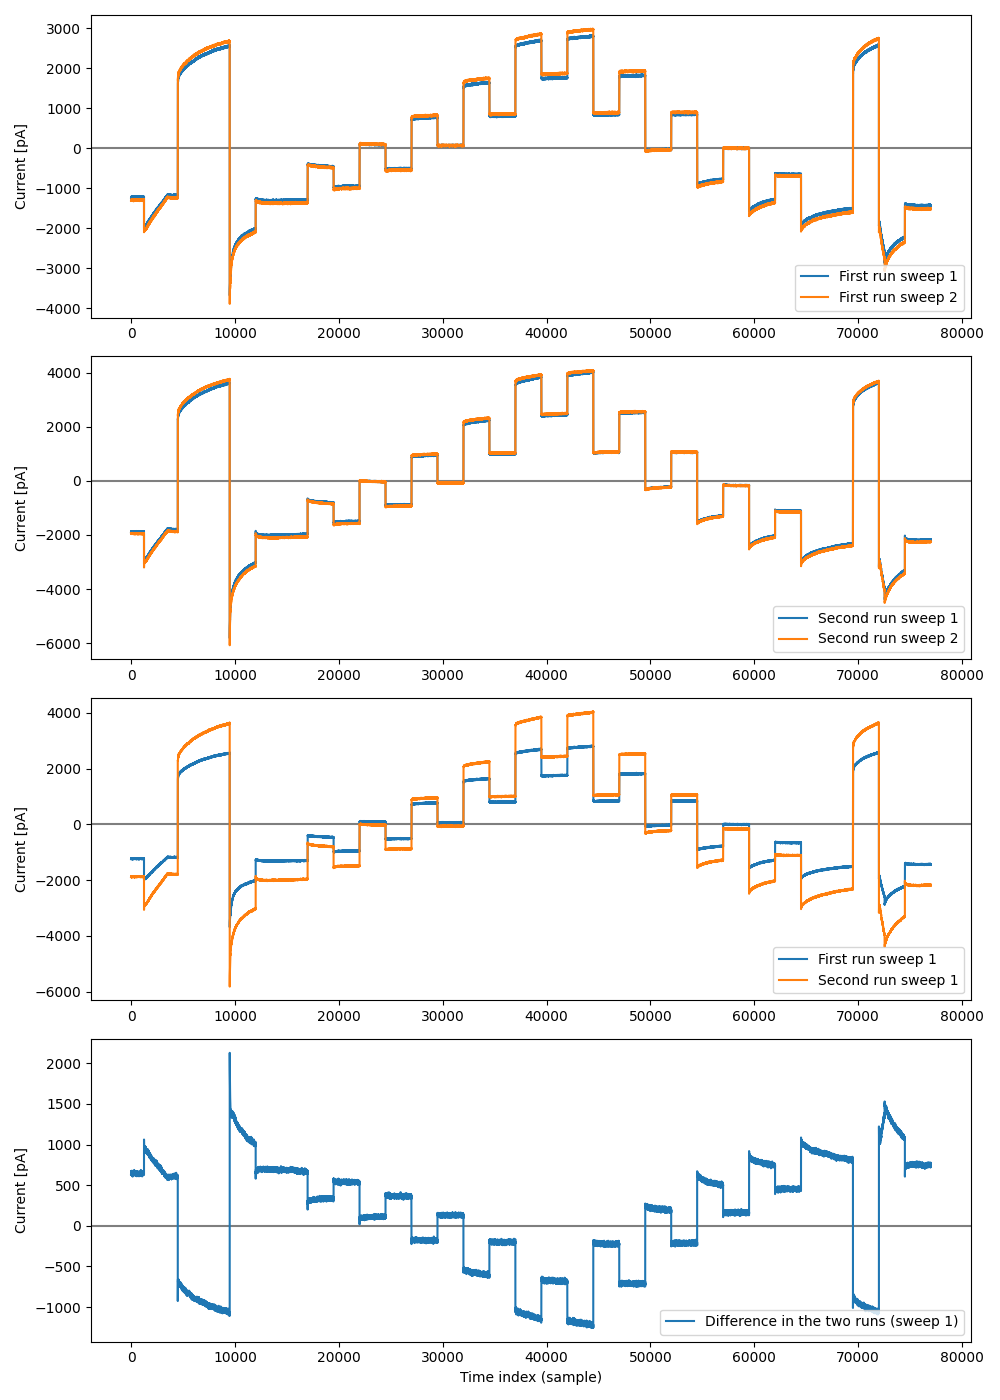 3000
2000
1000
0
−1000
−2000
−3000
−4000
Current [pA]
First run sweep 1
First run sweep 2
0 10000 20000 30000 40000 50000 60000 70000 80000
4000
2000
0
−2000
−4000
−6000
Current [pA]
Second run sweep 1
Second run sweep 2
0 10000 20000 30000 40000 50000 60000 70000 80000
4000
2000
0
−2000
−4000
−6000
Current [pA]
First run sweep 1
Second run sweep 1
0 10000 20000 30000 40000 50000 60000 70000 80000
2000
1500
1000
500
0
−500
−1000
Current [pA]
Difference in the two runs (sweep 1)
0 10000 20000 30000 40000 50000 60000 70000 80000
Time index (sample)